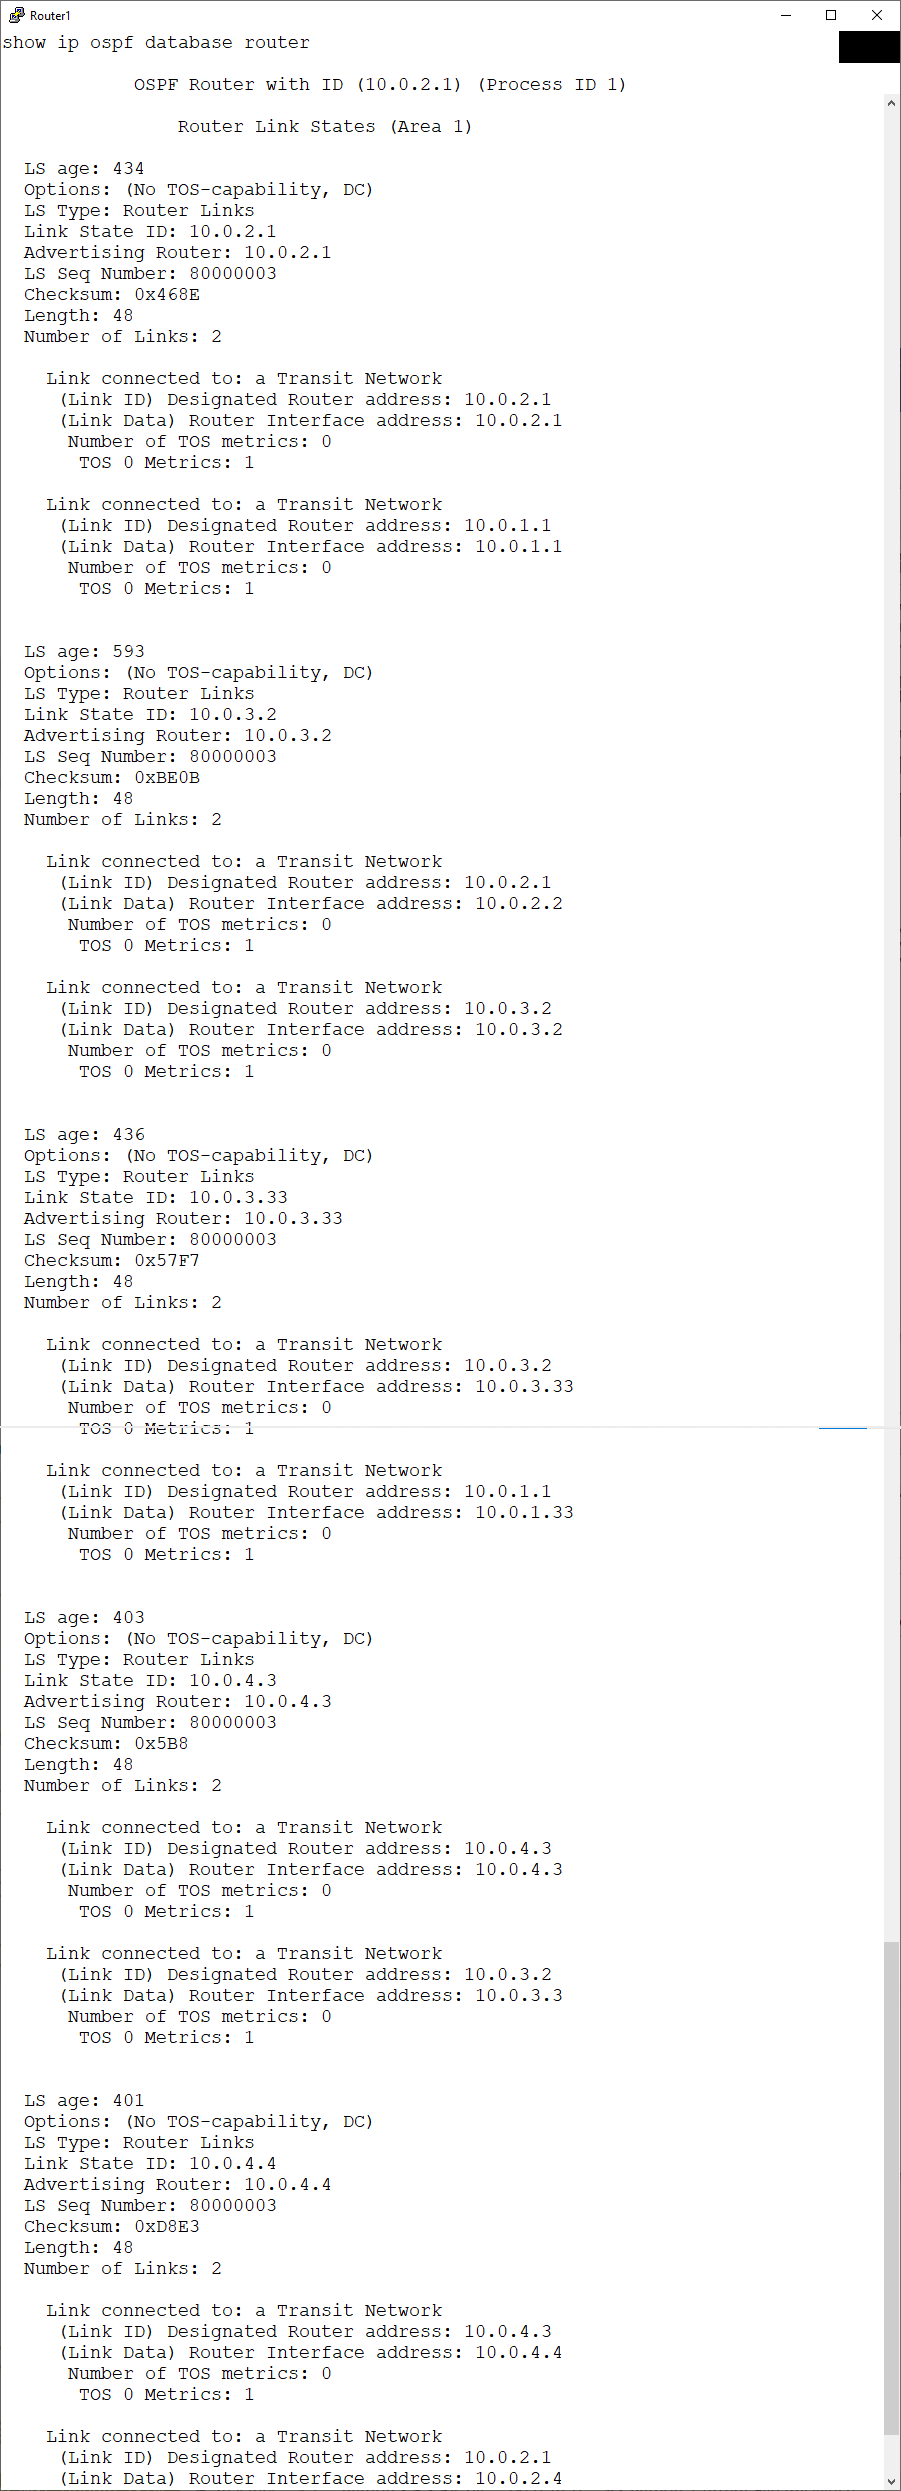 Router1
show ip ospf database router
OSPF Router with ID (10.0.2.1) (Process ID 1)
Router Link States (Area 1)
LS age: 434
Options: (No TOS-capability, DC)
LS Type: Router Links
Link State ID: 10.0.2.1
Advertising Router: 10.0.2.1
LS Seq Number: 80000003
Checksum: 0x468E
Length: 48
Number of Links: 2
Link connected to: a Transit Network
(Link ID) Designated Router address: 10.0.2.1
(Link Data) Router Interface address: 10.0.2.1
Number of TOS metrics: 0
TOS 0 Metrics: 1
Link connected to: a Transit Network
(Link ID) Designated Router address: 10.0.1.1
(Link Data) Router Interface address: 10.0.1.1
Number of TOS metrics: 0
TOS 0 Metrics: 1
LS age: 593
Options: (No TOS-capability, DC)
LS Type: Router Links
Link State ID: 10.0.3.2
Advertising Router: 10.0.3.2
LS Seq Number: 80000003
Checksum: 0xBE0B
Length: 48
Number of Links: 2
Link connected to: a Transit Network
(Link ID) Designated Router address: 10.0.2.1
(Link Data) Router Interface address: 10.0.2.2
Number of TOS metrics: 0
TOS 0 Metrics: 1
Link connected to: a Transit Network
(Link ID) Designated Router address: 10.0.3.2
(Link Data) Router Interface address: 10.0.3.2
Number of TOS metrics: 0
TOS 0 Metrics: 1
LS age: 436
Options: (No TOS-capability, DC)
LS Type: Router Links
Link State ID: 10.0.3.33
Advertising Router: 10.0.3.33
LS Seq Number: 80000003
Checksum: 0x57F7
Length: 48
Number of Links: 2
Link connected to: a Transit Network
(Link ID) Designated Router address: 10.0.3.2
(Link Data) Router Interface address: 10.0.3.33
Number of TOS metrics: 0
TOS 0 Metrics: 1
Link connected to: a Transit Network
(Link ID) Designated Router address: 10.0.1.1
(Link Data) Router Interface address: 10.0.1.33
Number of TOS metrics: 0
TOS 0 Metrics: 1
LS age: 403
Options: (No TOS-capability, DC)
LS Type: Router Links
Link State ID: 10.0.4.3
Advertising Router: 10.0.4.3
LS Seq Number: 80000003
Checksum: 0x5B8
Length: 48
Number of Links: 2
Link connected to: a Transit Network
(Link ID) Designated Router address: 10.0.4.3
(Link Data) Router Interface address: 10.0.4.3
Number of TOS metrics: 0
TOS 0 Metrics: 1
Link connected to: a Transit Network
(Link ID) Designated Router address: 10.0.3.2
(Link Data) Router Interface address: 10.0.3.3
Number of TOS metrics: 0
TOS 0 Metrics: 1
LS age: 401
Options: (No TOS-capability, DC)
LS Type: Router Links
Link State ID: 10.0.4.4
Advertising Router: 10.0.4.4
LS Seq Number: 80000003
Checksum: 0xD8E3
Length: 48
Number of Links: 2
Link connected to: a Transit Network
(Link ID) Designated Router address: 10.0.4.3
(Link Data) Router Interface address: 10.0.4.4
Number of TOS metrics: 0
TOS 0 Metrics: 1
Link connected to: a Transit Network
(Link ID) Designated Router address: 10.0.2.1
(Link Data) Router Interface address: 10.0.2.4